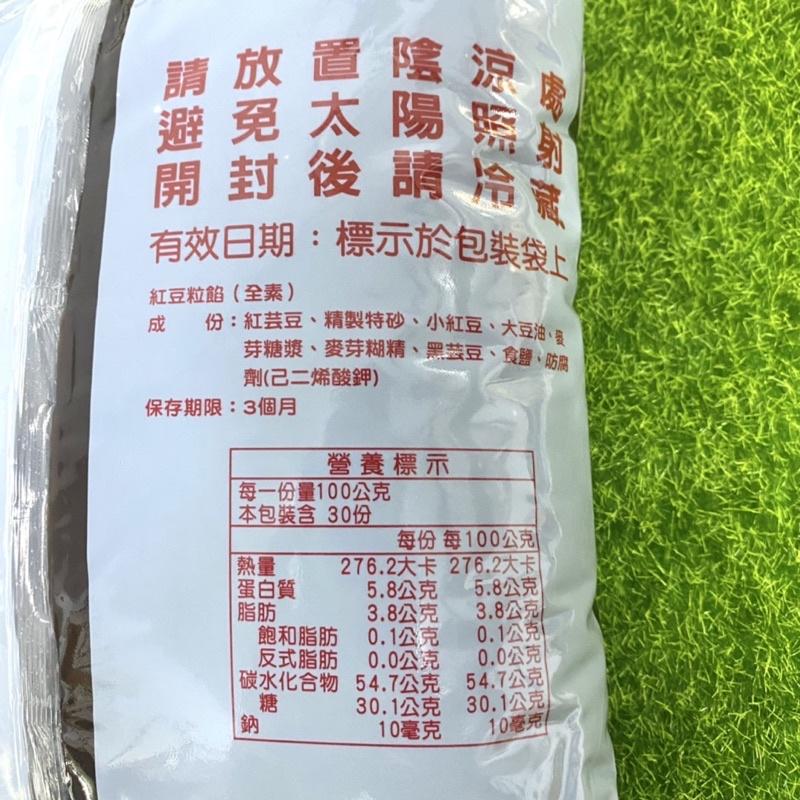 請放置陰涼處
避免太陽照射
開封後請冷藏
有效日期：標示於包裝袋上
紅豆粒餡（全素）
成　份：紅芸豆、精製特砂、小紅豆、大豆油、麥
芽糖漿、麥芽糊精、黑芸豆、食鹽、防腐
劑(己二烯酸鉀)
保存期限：3個月
營養標示
每一份量100公克
本包裝含 30份
每份 每100公克
熱量 276.2大卡 276.2大卡
蛋白質 5.8公克 5.8公克
脂肪 3.8公克 3.8公克
飽和脂肪 0.1公克 0.1公克
反式脂肪 0.0公克 0.0公克
碳水化合物 54.7公克 54.7公克
糖 30.1公克 30.1公克
鈉 10毫克 10毫克